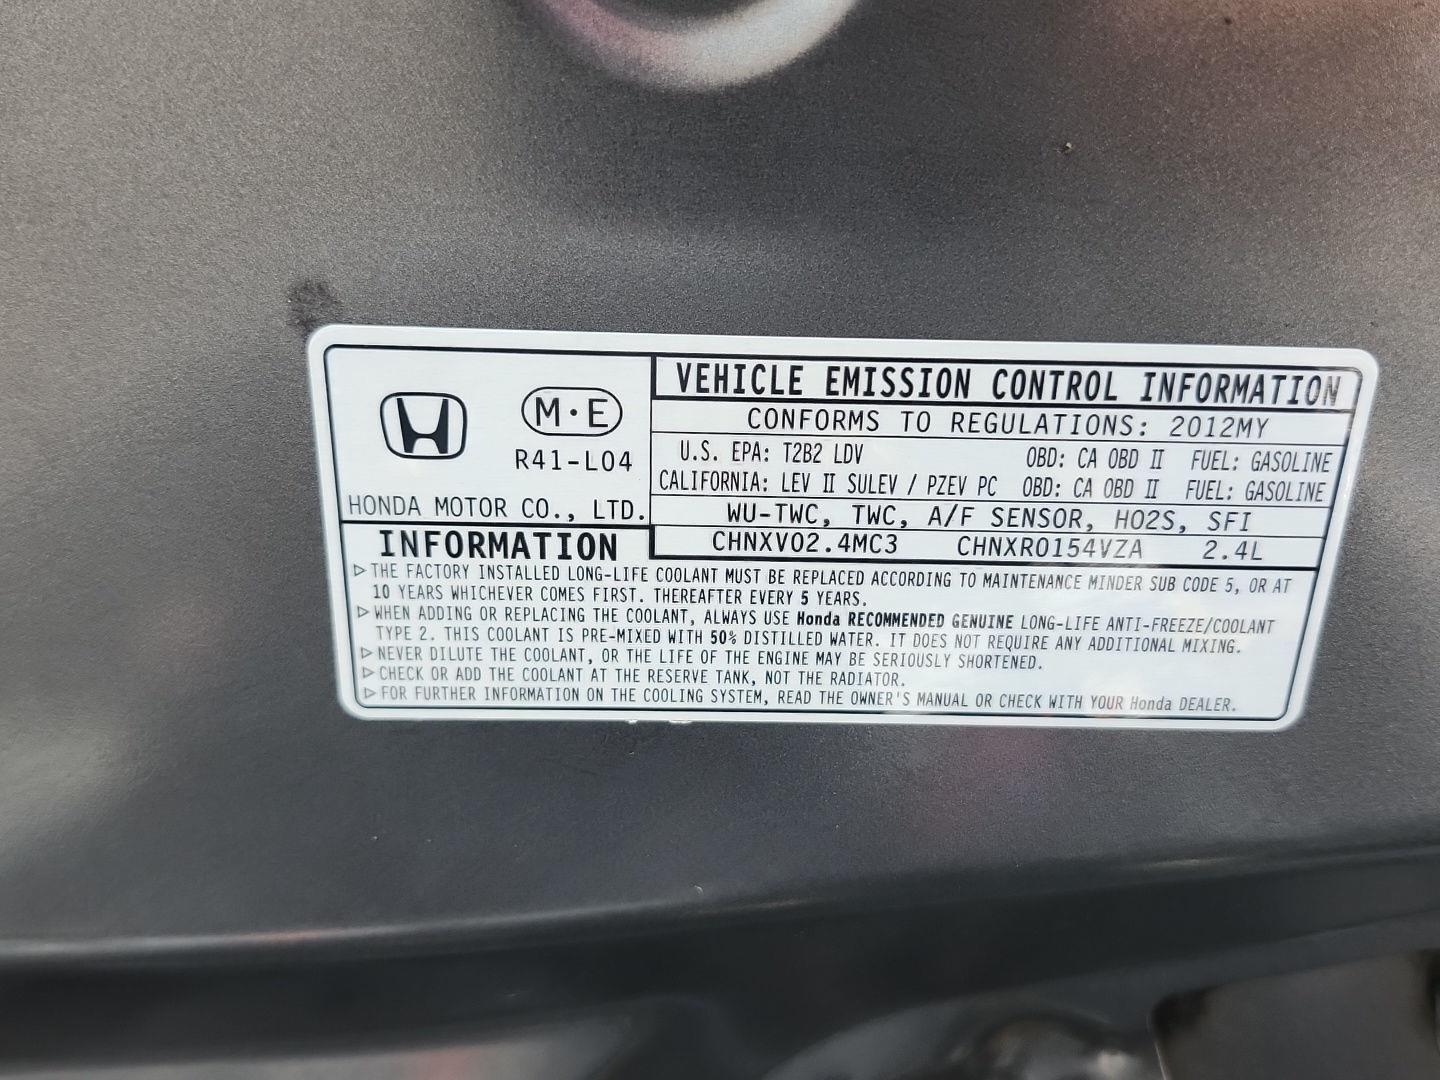 M·E
R41-L04
HONDA MOTOR CO., LTD.
VEHICLE EMISSION CONTROL INFORMATION
CONFORMS TO REGULATIONS: 2012MY
U.S. EPA: T2B2 LDV OBD: CA OBD II FUEL: GASOLINE
CALIFORNIA: LEV II SULEV / PZEV PC OBD: CA OBD II FUEL: GASOLINE
WU-TWC, TWC, A/F SENSOR, HO2S, SFI
CHNXV02.4MC3 CHNXR0154VZA 2.4L
INFORMATION
▷ THE FACTORY INSTALLED LONG-LIFE COOLANT MUST BE REPLACED ACCORDING TO MAINTENANCE MINDER SUB CODE 5, OR AT
10 YEARS WHICHEVER COMES FIRST. THEREAFTER EVERY 5 YEARS.
▷ WHEN ADDING OR REPLACING THE COOLANT, ALWAYS USE Honda RECOMMENDED GENUINE LONG-LIFE ANTI-FREEZE/COOLANT
TYPE 2. THIS COOLANT IS PRE-MIXED WITH 50% DISTILLED WATER. IT DOES NOT REQUIRE ANY ADDITIONAL MIXING.
▷ NEVER DILUTE THE COOLANT, OR THE LIFE OF THE ENGINE MAY BE SERIOUSLY SHORTENED.
▷ CHECK OR ADD THE COOLANT AT THE RESERVE TANK, NOT THE RADIATOR.
▷ FOR FURTHER INFORMATION ON THE COOLING SYSTEM, READ THE OWNER'S MANUAL OR CHECK WITH YOUR Honda DEALER.